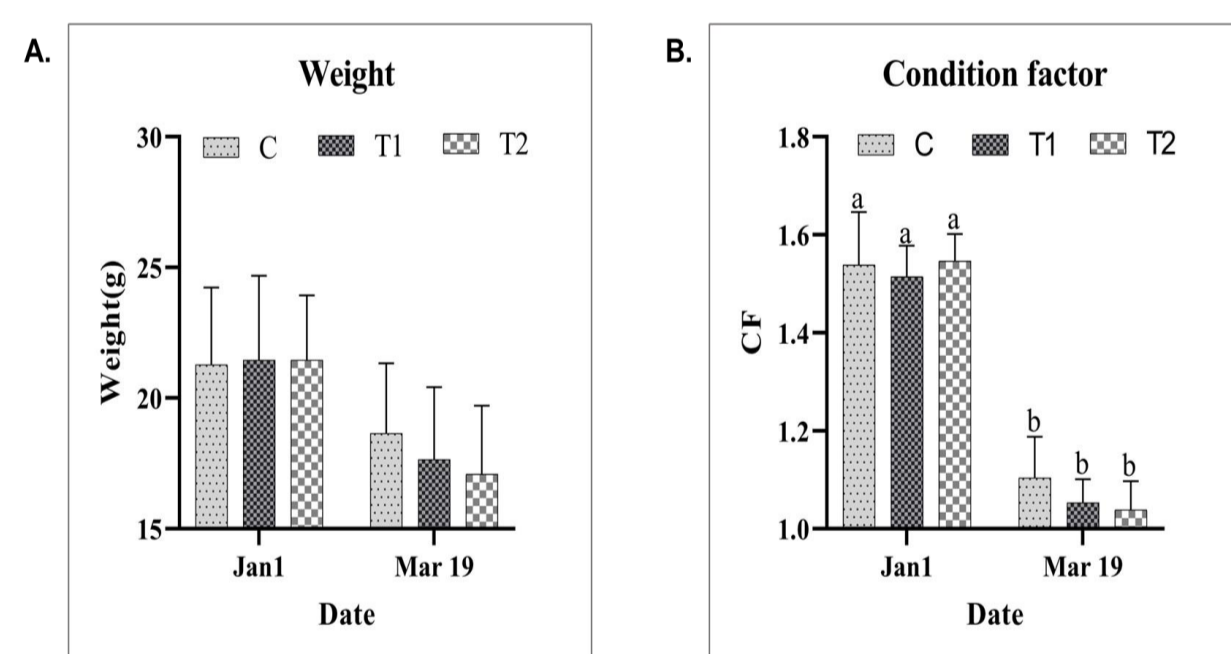 A.
Weight
C T1 T2
30
25
20
15
Weight(g)
Jan1 Mar 19
Date
B.
Condition factor
C T1 T2
1.8
1.6
1.4
1.2
1.0
CF
a a a
b b b
Jan1 Mar 19
Date